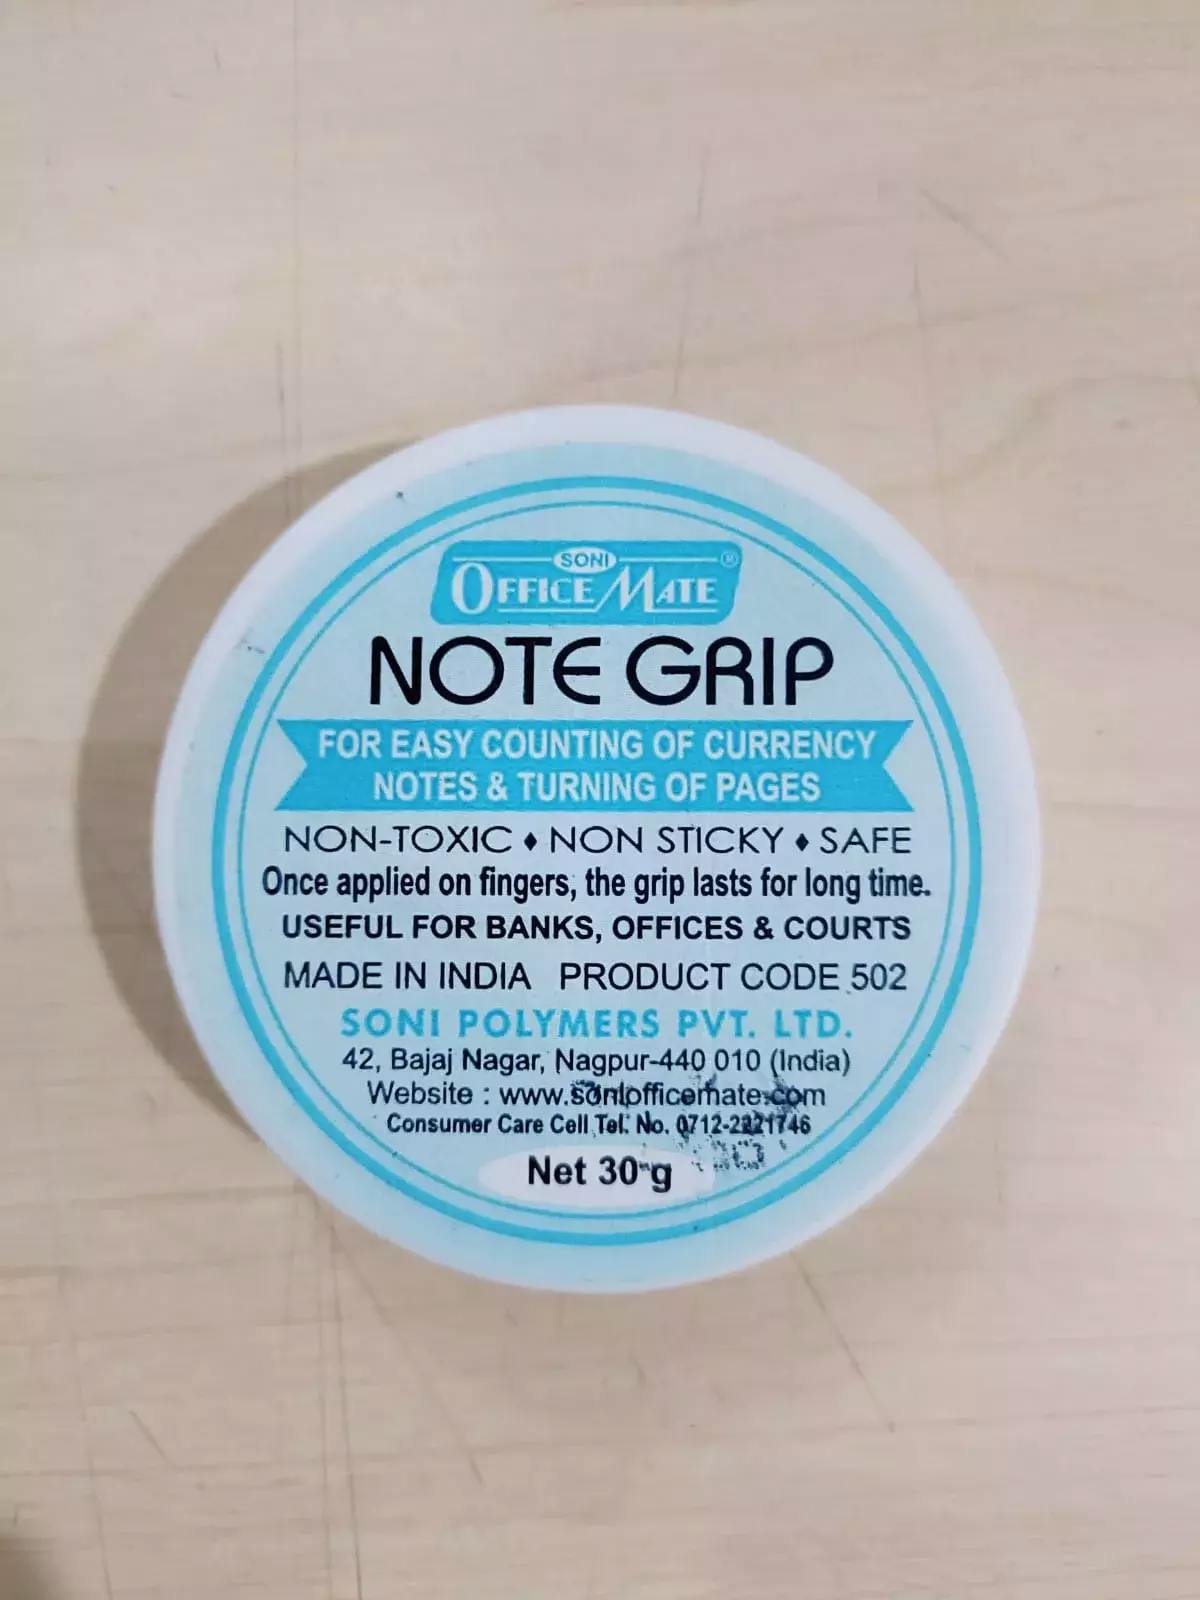 SONI
OFFICE MATE ®
NOTE GRIP
FOR EASY COUNTING OF CURRENCY
NOTES & TURNING OF PAGES
NON-TOXIC ♦ NON STICKY ♦ SAFE
Once applied on fingers, the grip lasts for long time.
USEFUL FOR BANKS, OFFICES & COURTS
MADE IN INDIA PRODUCT CODE 502
SONI POLYMERS PVT. LTD.
42, Bajaj Nagar, Nagpur-440 010 (India)
Website : www.soniofficemate.com
Consumer Care Cell Tel. No. 0712-2221746
Net 30 g